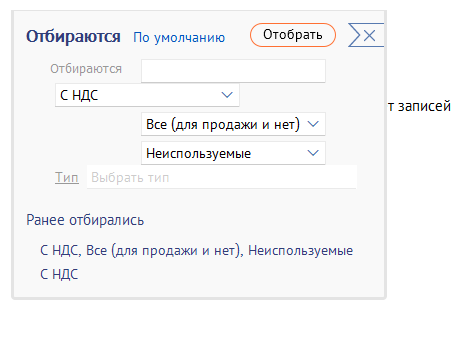 Отбираются По умолчанию Отобрать
Отбираются
С НДС
т записей
Все (для продажи и нет)
Неиспользуемые
Тип Выбрать тип
Ранее отбирались
С НДС, Все (для продажи и нет), Неиспользуемые
С НДС